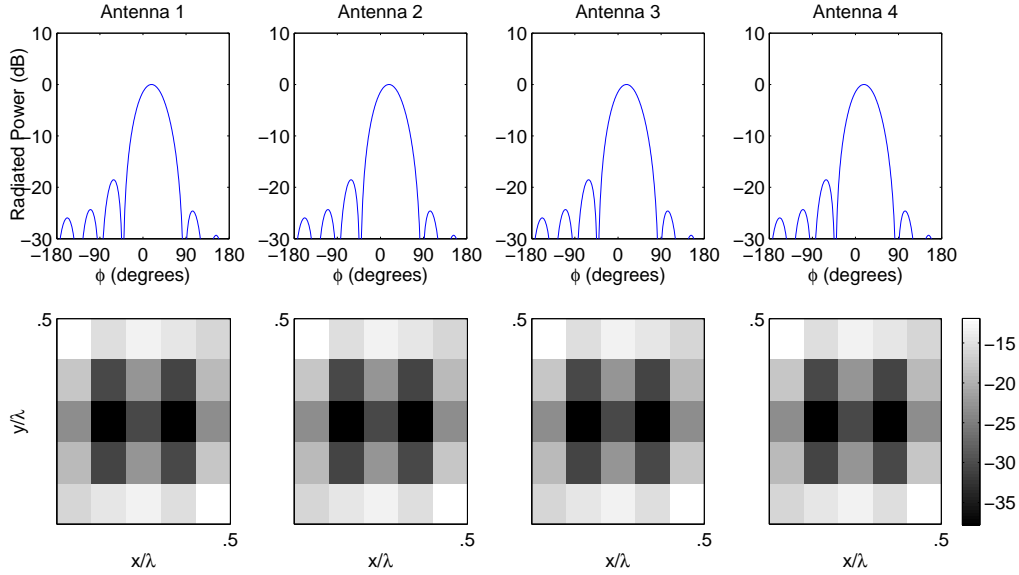 Antenna 1 Antenna 2 Antenna 3 Antenna 4
Radiated Power (dB)
10 10 10 10
0 0 0 0
−10 −10 −10 −10
−20 −20 −20 −20
−30 −30 −30 −30
−180 −90 0 90 180 −180 −90 0 90 180 −180 −90 0 90 180 −180 −90 0 90 180
ϕ (degrees) ϕ (degrees) ϕ (degrees) ϕ (degrees)
.5 .5 .5 .5
y/λ
−15
−20
−25
−30
−35
.5 .5 .5 .5
x/λ x/λ x/λ x/λ